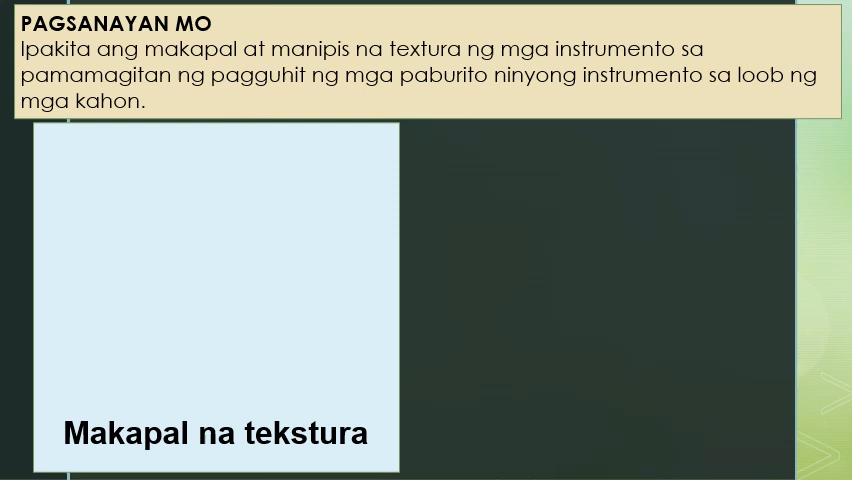 PAGSANAYAN MO
Ipakita ang makapal at manipis na textura ng mga instrumento sa
pamamagitan ng pagguhit ng mga paburito ninyong instrumento sa loob ng
mga kahon.
Makapal na tekstura